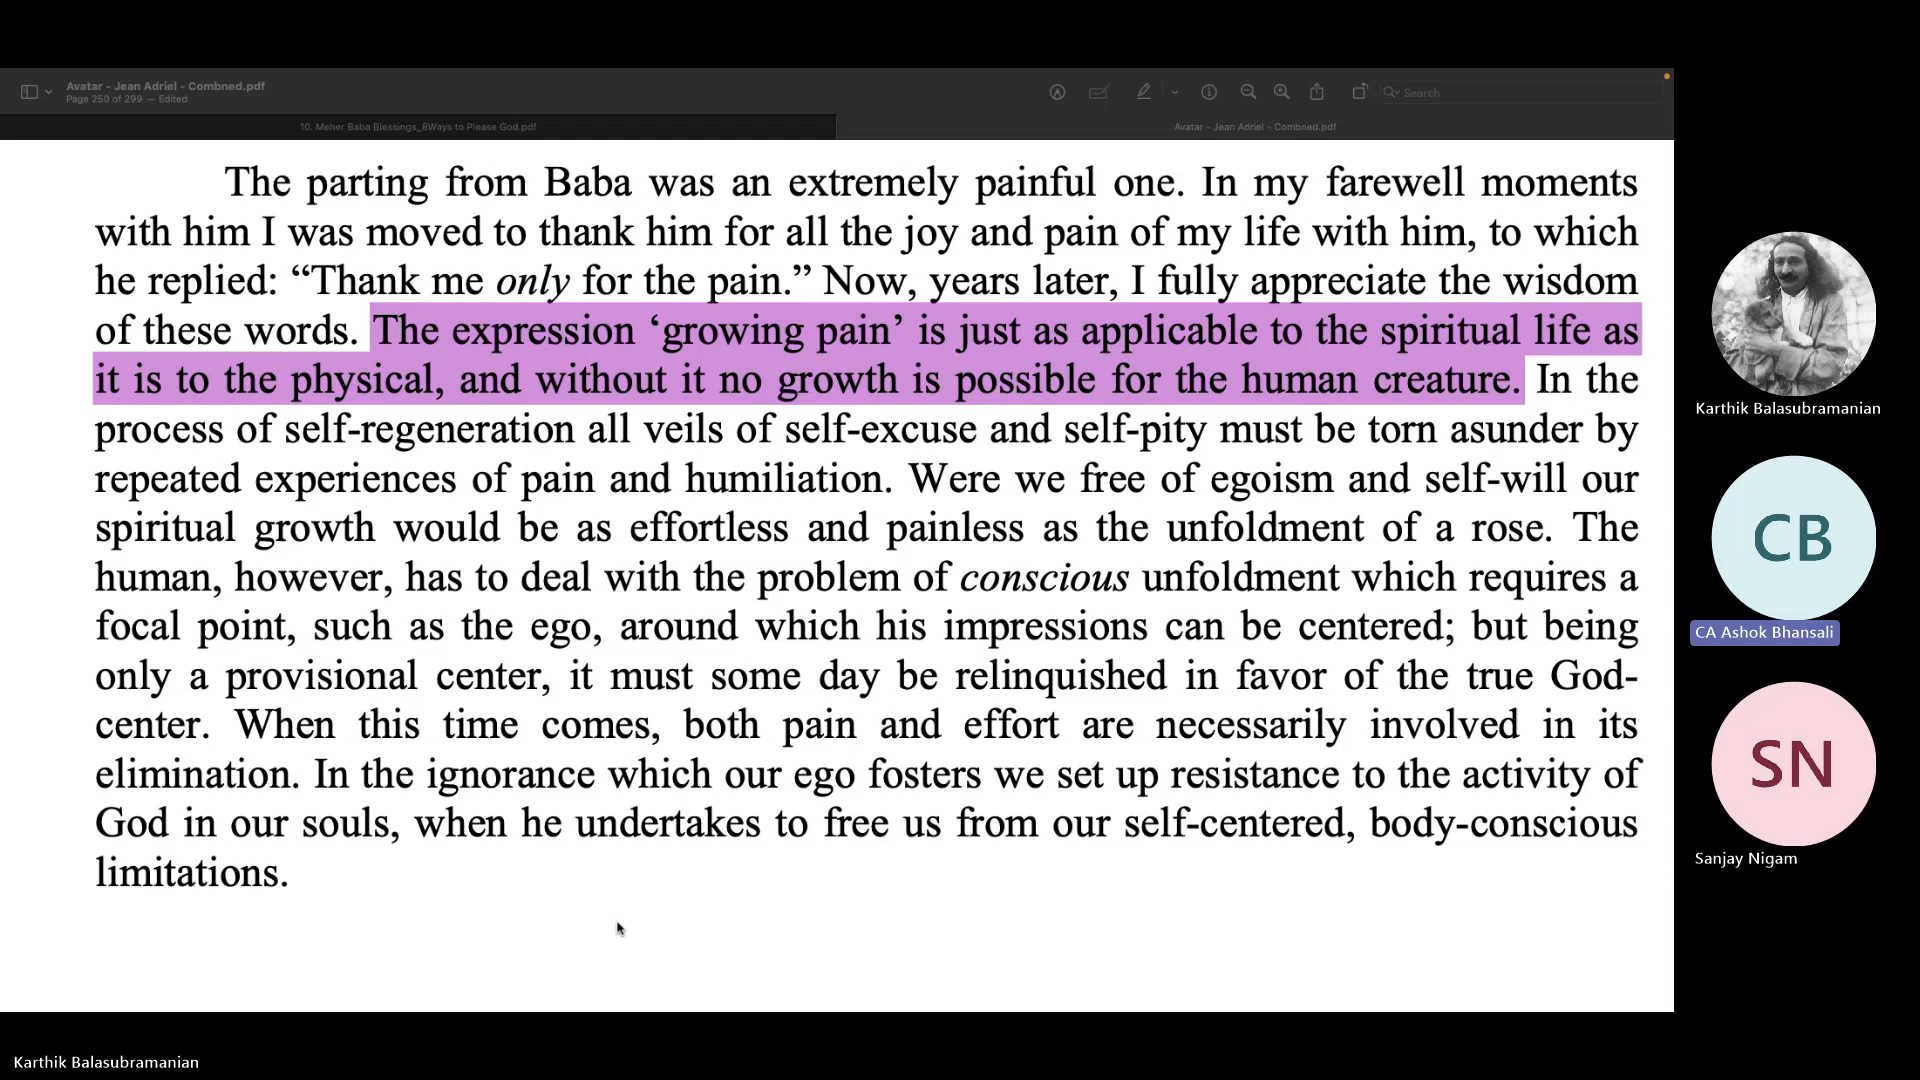 Avatar - Jean Adriel - Combned.pdf
Page 250 of 299 — Edited
Search
10. Meher Baba Blessings_8Ways to Please God.pdf
Avatar - Jean Adriel - Combned.pdf
The parting from Baba was an extremely painful one. In my farewell moments
with him I was moved to thank him for all the joy and pain of my life with him, to which
he replied: “Thank me only for the pain.” Now, years later, I fully appreciate the wisdom
of these words. The expression ‘growing pain’ is just as applicable to the spiritual life as
it is to the physical, and without it no growth is possible for the human creature. In the
process of self-regeneration all veils of self-excuse and self-pity must be torn asunder by
repeated experiences of pain and humiliation. Were we free of egoism and self-will our
spiritual growth would be as effortless and painless as the unfoldment of a rose. The
human, however, has to deal with the problem of conscious unfoldment which requires a
focal point, such as the ego, around which his impressions can be centered; but being
only a provisional center, it must some day be relinquished in favor of the true God-
center. When this time comes, both pain and effort are necessarily involved in its
elimination. In the ignorance which our ego fosters we set up resistance to the activity of
God in our souls, when he undertakes to free us from our self-centered, body-conscious
limitations.
Karthik Balasubramanian
CB
CA Ashok Bhansali
SN
Sanjay Nigam
Karthik Balasubramanian